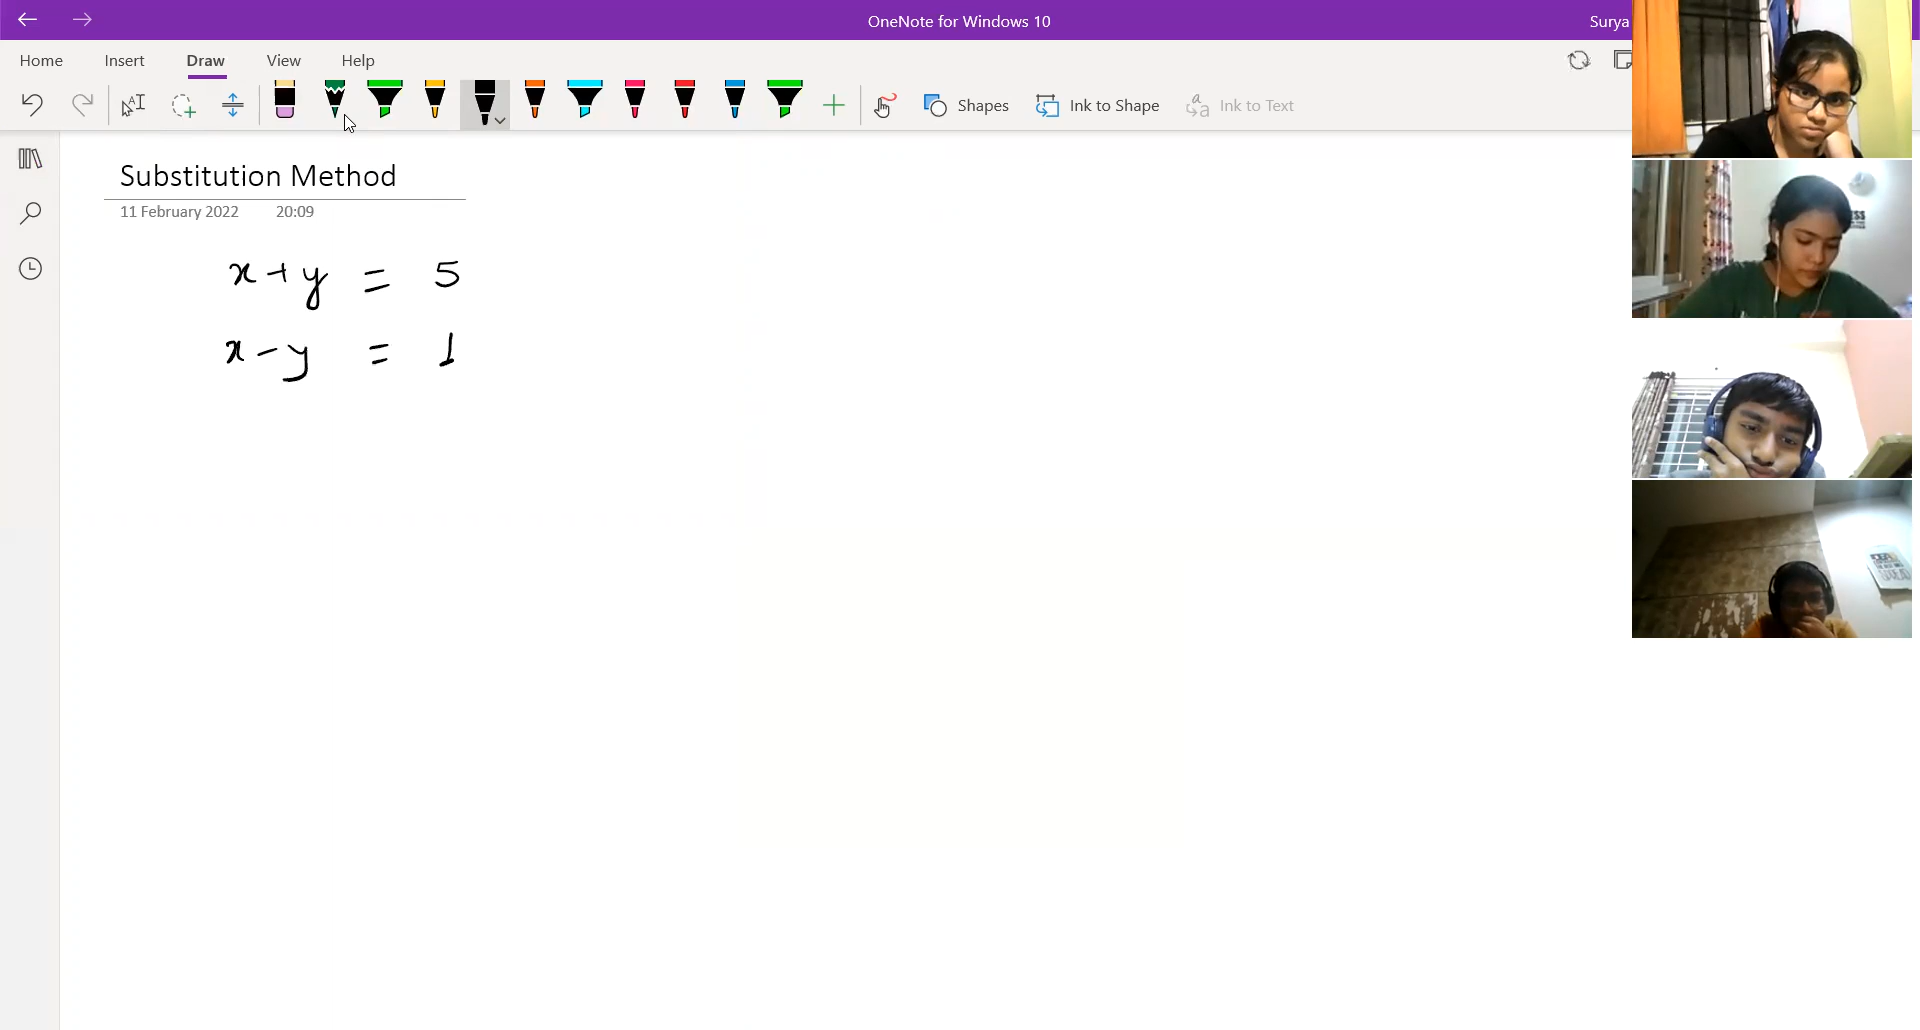 OneNote for Windows 10
Surya
Home Insert Draw View Help
Shapes Ink to Shape Ink to Text
Substitution Method
11 February 2022 20:09
x + y = 5
x - y = 1